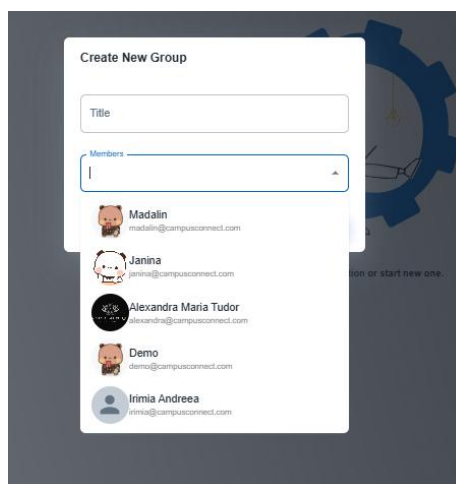 Create New Group
Title
Members
Madalin
madalin@campusconnect.com
Janina
janina@campusconnect.com
tion or start new one.
Alexandra Maria Tudor
alexandra@campusconnect.com
Demo
demo@campusconnect.com
Irimia Andreea
irimia@campusconnect.com